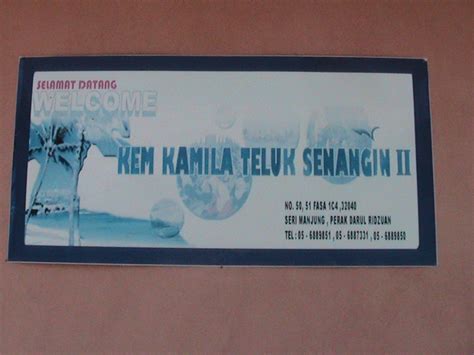 SELAMAT DATANG
WELCOME
KEM KAMILA TELUK SENANGIN II
NO. 50, 51 FASA 1C4 ,32040
SERI MANJUNG , PERAK DARUL RIDZUAN
TEL : 05 - 6889851 , 05 - 6887331 , 05 - 6889850